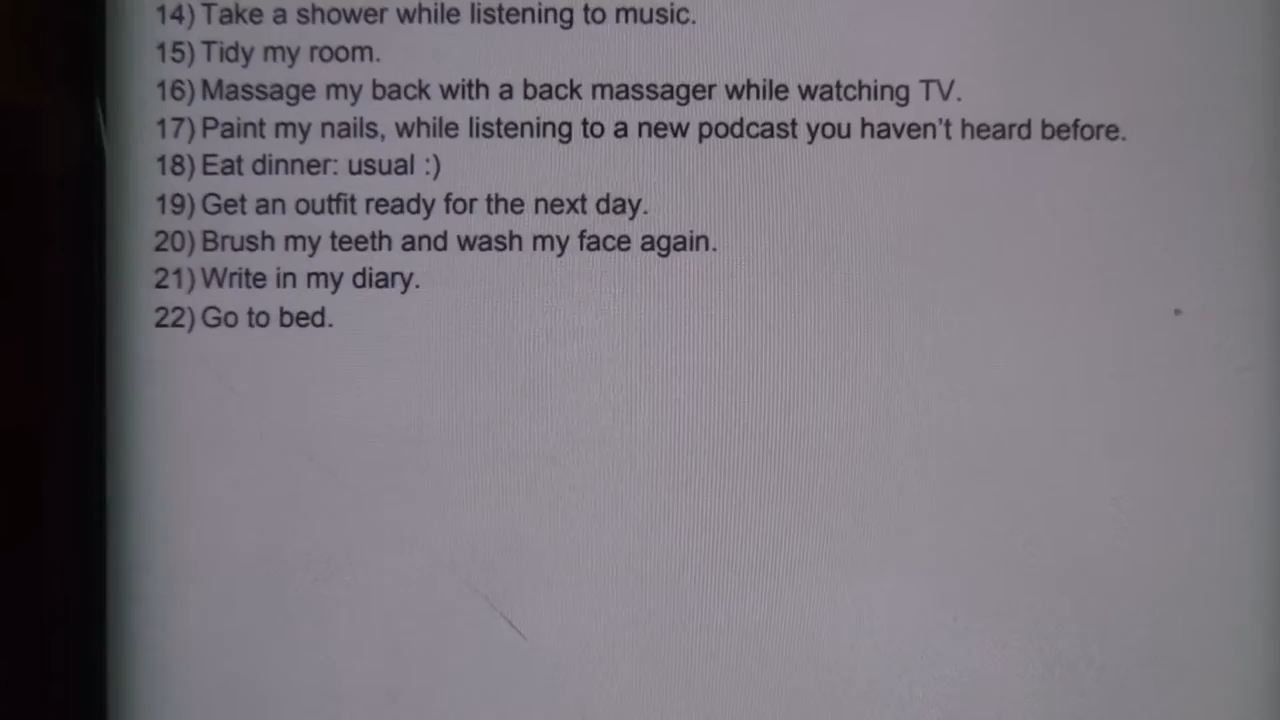 14) Take a shower while listening to music.
15) Tidy my room.
16) Massage my back with a back massager while watching TV.
17) Paint my nails, while listening to a new podcast you haven't heard before.
18) Eat dinner: usual :)
19) Get an outfit ready for the next day.
20) Brush my teeth and wash my face again.
21) Write in my diary.
22) Go to bed.